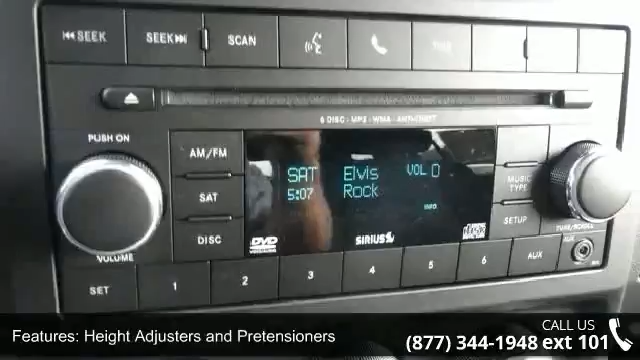 SEEK
SEEK
SCAN
6 DISC - MP3 - WMA - ANTI-THEFT
PUSH ON
VOLUME
AM/FM
SAT
DISC
SAT Elvis VOL 0
5:07 Rock
INFO
DVD
SIRIUS
MUSIC
TYPE
SETUP
TUNE/SCROLL
AUX
SET 1 2 3 4 5 6 AUX
Features: Height Adjusters and Pretensioners
CALL US
(877) 344-1948 ext 101